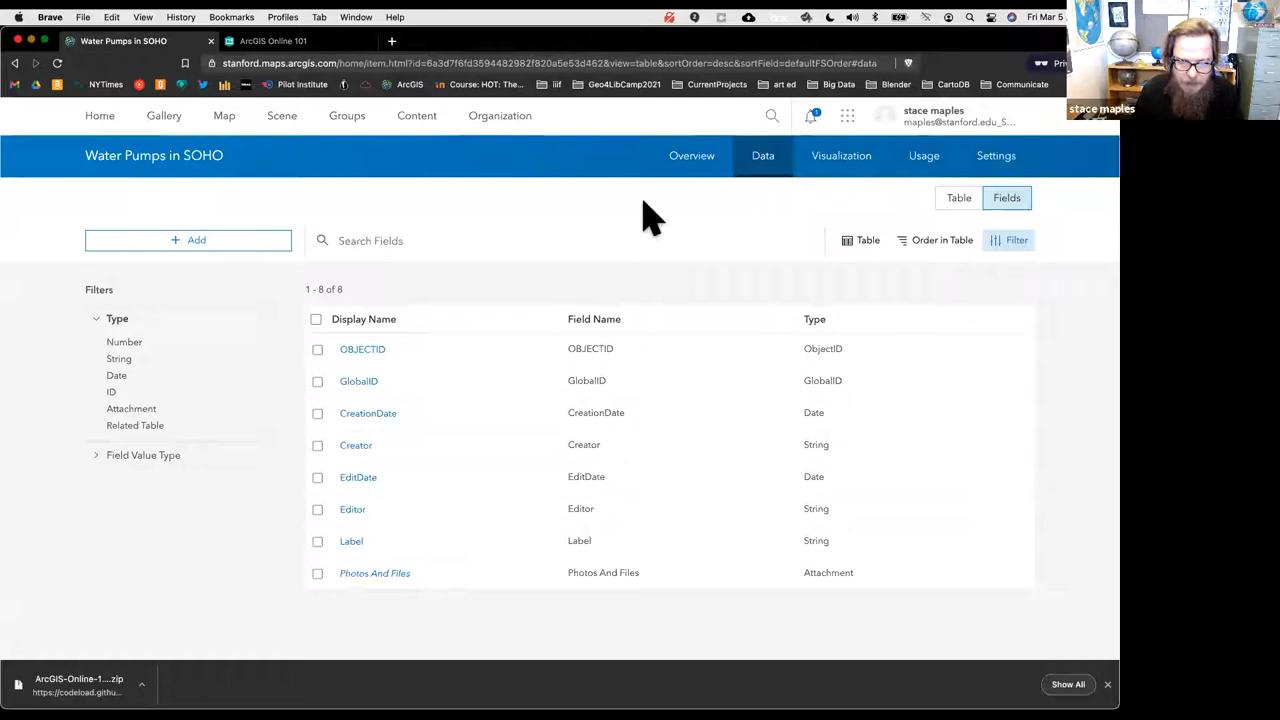 Brave File Edit View History Bookmarks Profiles Tab Window Help Fri Mar 5
Water Pumps in SOHO ArcGIS Online 101
stanford.maps.arcgis.com/home/item.html?id=6a3d7f6fd3594482982f820a5e53d462&view=table&sortOrder=desc&sortField=defaultFSOrder#data
NYTimes Pilot Institute ArcGIS Course: HOT: The... iiif Geo4LibCamp2021 CurrentProjects art ed Big Data Blender CartoDB Communicate
stace maples
Home Gallery Map Scene Groups Content Organization
stace maples
maples@stanford.edu_S...
Water Pumps in SOHO Overview Data Visualization Usage Settings
Table Fields
+ Add Search Fields Table Order in Table Filter
Filters
1 - 8 of 8
Type
Number
String
Date
ID
Attachment
Related Table
Field Value Type
Display Name Field Name Type
OBJECTID OBJECTID ObjectID
GlobalID GlobalID GlobalID
CreationDate CreationDate Date
Creator Creator String
EditDate EditDate Date
Editor Editor String
Label Label String
Photos And Files Photos And Files Attachment
ArcGIS-Online-1....zip
https://codeload.githu...
Show All